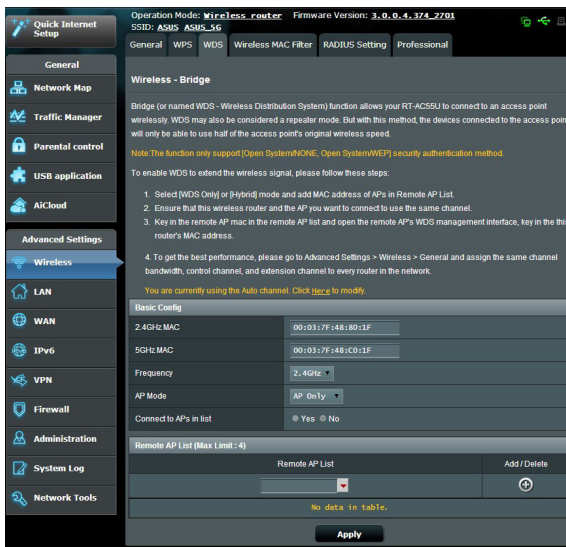 Quick Internet
Setup
General
Network Map
Traffic Manager
Parental control
USB application
AiCloud
Advanced Settings
Wireless
LAN
WAN
IPv6
VPN
Firewall
Administration
System Log
Network Tools
Operation Mode: Wireless router Firmware Version: 3.0.0.4.374_2701
SSID: ASUS ASUS_5G
General WPS WDS Wireless MAC Filter RADIUS Setting Professional
Wireless - Bridge
Bridge (or named WDS - Wireless Distribution System) function allows your RT-AC55U to connect to an access point
wirelessly. WDS may also be considered a repeater mode. But with this method, the devices connected to the access poin
will only be able to use half of the access point's original wireless speed.
Note:The function only support [Open System/NONE, Open System/WEP] security authentication method.
To enable WDS to extend the wireless signal, please follow these steps:
1. Select [WDS Only] or [Hybrid] mode and add MAC address of APs in Remote AP List.
2. Ensure that this wireless router and the AP you want to connect to use the same channel.
3. Key in the remote AP mac in the remote AP list and open the remote AP's WDS management interface, key in the this
router's MAC address.
4. To get the best performance, please go to Advanced Settings > Wireless > General and assign the same channel
bandwidth, control channel, and extension channel to every router in the network.
You are currently using the Auto channel. Click Here to modify.
Basic Config
2.4GHz MAC 00:03:7F:48:80:1F
5GHz MAC 00:03:7F:48:C0:1F
Frequency 2.4GHz
AP Mode AP Only
Connect to APs in list Yes No
Remote AP List (Max Limit : 4)
Remote AP List Add / Delete
No data in table.
Apply